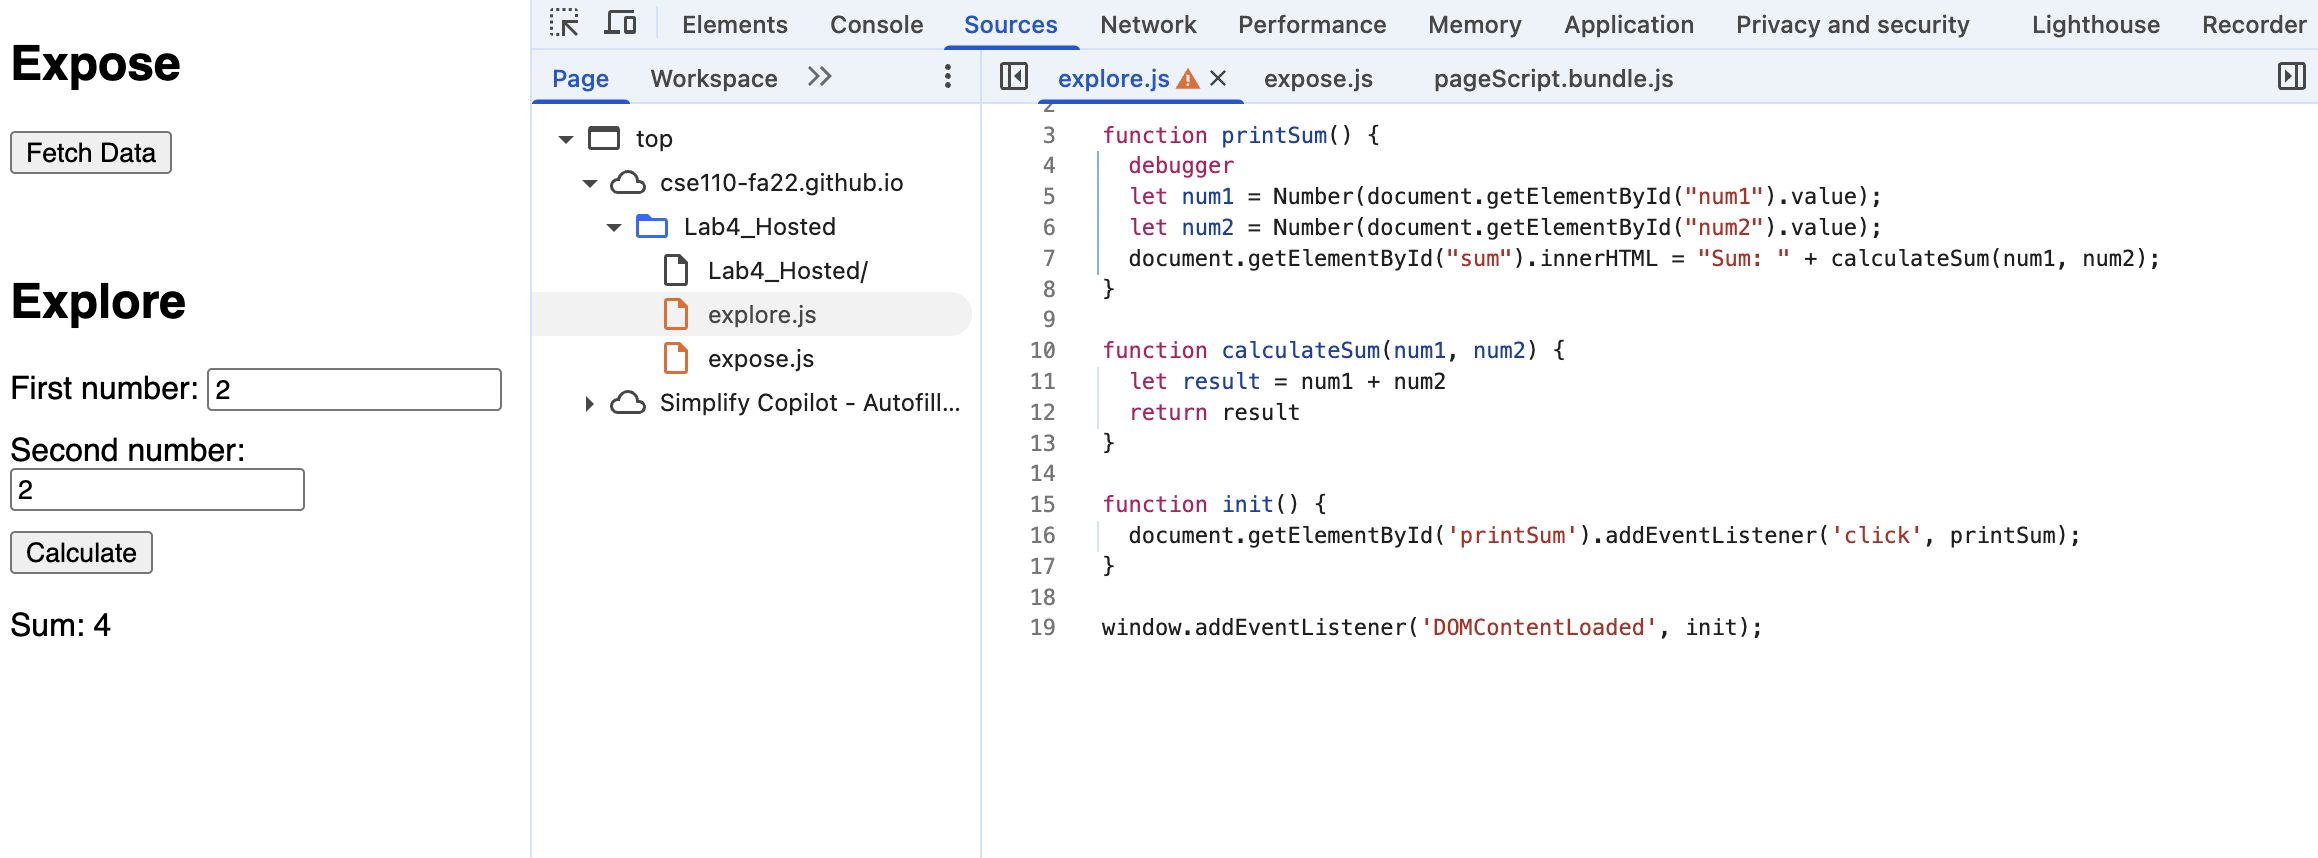 Expose
Fetch Data
Explore
First number: 2
Second number:
2
Calculate
Sum: 4
Elements Console Sources Network Performance Memory Application Privacy and security Lighthouse Recorder
Page Workspace
top
cse110-fa22.github.io
Lab4_Hosted
Lab4_Hosted/
explore.js
expose.js
Simplify Copilot - Autofill...
explore.js expose.js pageScript.bundle.js
2
3 function printSum() {
4   debugger
5   let num1 = Number(document.getElementById("num1").value);
6   let num2 = Number(document.getElementById("num2").value);
7   document.getElementById("sum").innerHTML = "Sum: " + calculateSum(num1, num2);
8 }
9
10 function calculateSum(num1, num2) {
11   let result = num1 + num2
12   return result
13 }
14
15 function init() {
16   document.getElementById('printSum').addEventListener('click', printSum);
17 }
18
19 window.addEventListener('DOMContentLoaded', init);